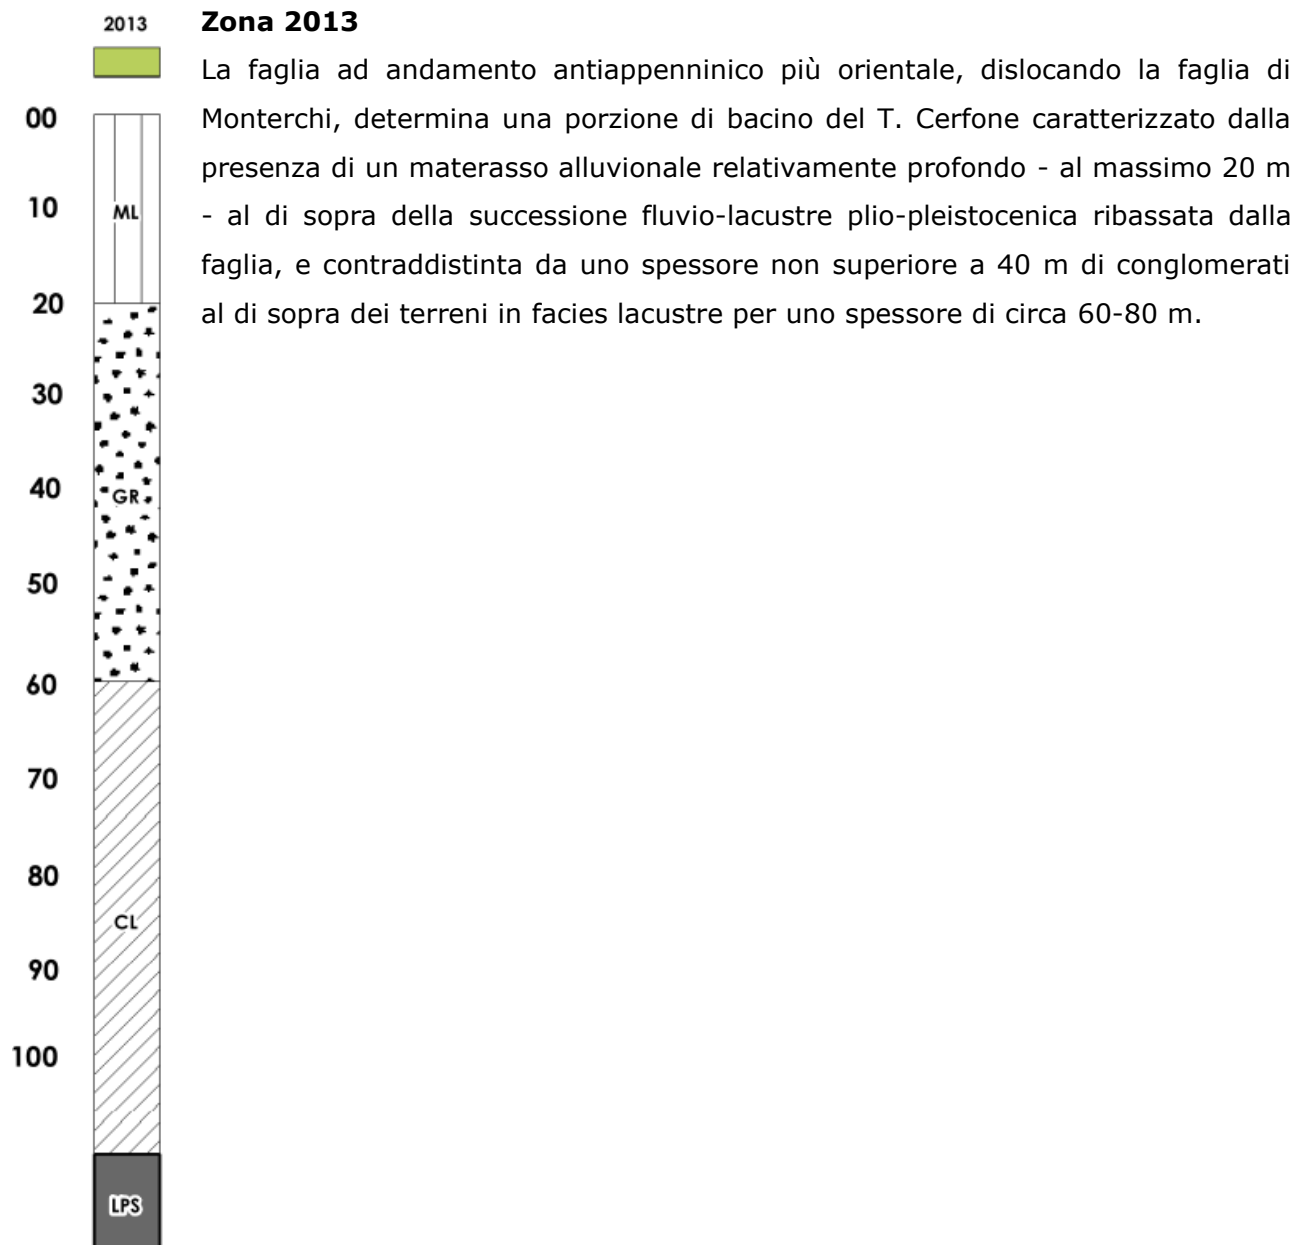 2013
Zona 2013
La faglia ad andamento antiappenninico più orientale, dislocando la faglia di
Monterchi, determina una porzione di bacino del T. Cerfone caratterizzato dalla
presenza di un materasso alluvionale relativamente profondo - al massimo 20 m
- al di sopra della successione fluvio-lacustre plio-pleistocenica ribassata dalla
faglia, e contraddistinta da uno spessore non superiore a 40 m di conglomerati
al di sopra dei terreni in facies lacustre per uno spessore di circa 60-80 m.
00
10
ML
20
30
40
GR
50
60
70
80
CL
90
100
LPS